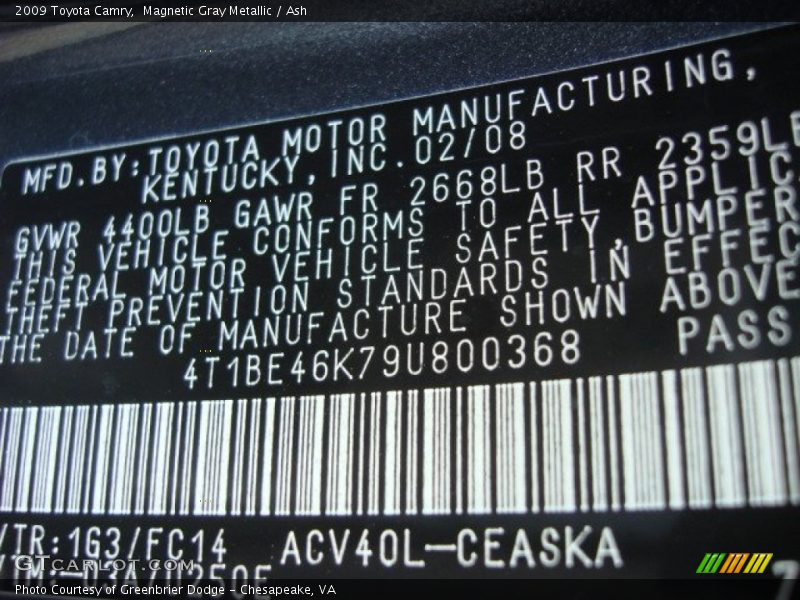 2009 Toyota Camry,  Magnetic Gray Metallic / Ash
MFD.BY:TOYOTA MOTOR MANUFACTURING,
KENTUCKY,INC.02/08
GVWR 4400LB GAWR FR 2668LB RR 2359LB
THIS VEHICLE CONFORMS TO ALL APPLIC
FEDERAL MOTOR VEHICLE SAFETY,BUMPER
THEFT PREVENTION STANDARDS IN EFFEC
THE DATE OF MANUFACTURE SHOWN ABOVE
4T1BE46K79U800368 PASS
/TR:1G3/FC14 ACV40L-CEASKA
GTCarLot.com
Photo Courtesy of Greenbrier Dodge - Chesapeake, VA